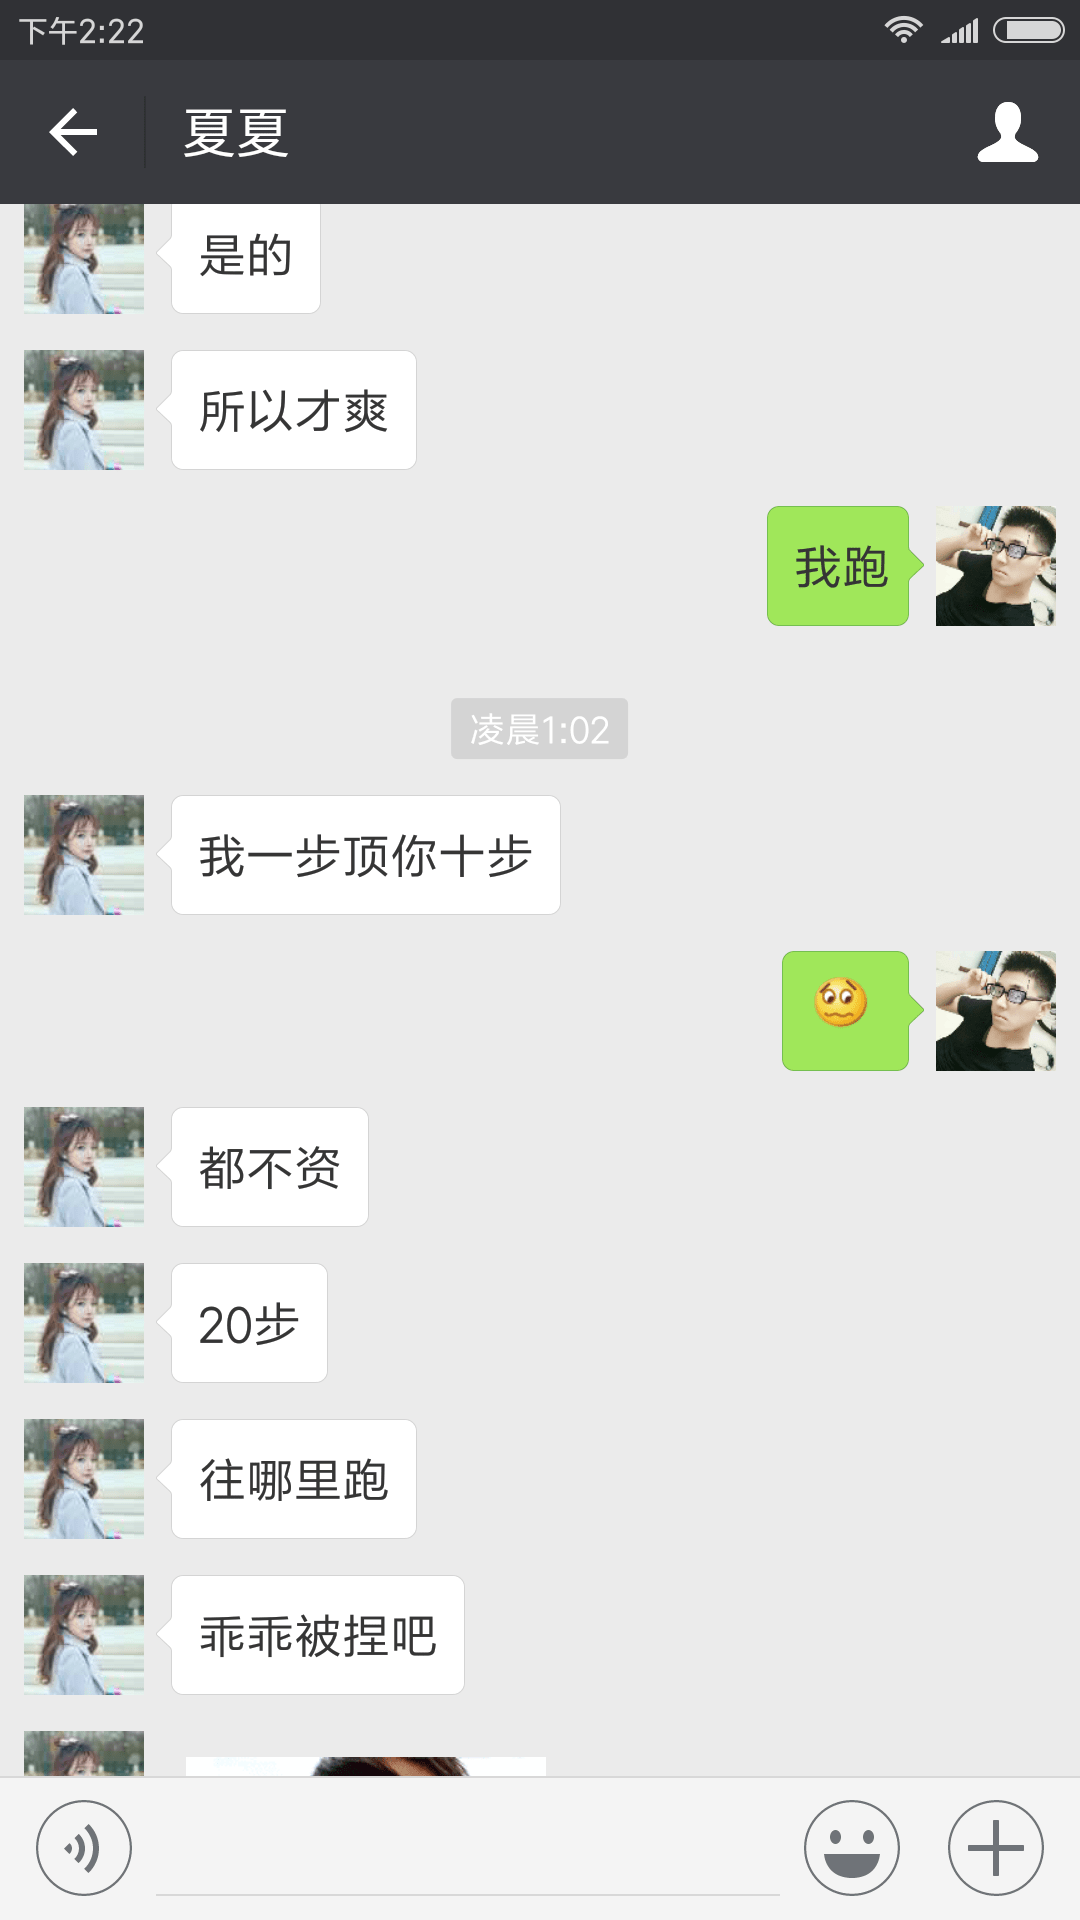 下午2:22
夏夏
是的
所以才爽
我跑
凌晨1:02
我一步顶你十步
都不资
20步
往哪里跑
乖乖被捏吧